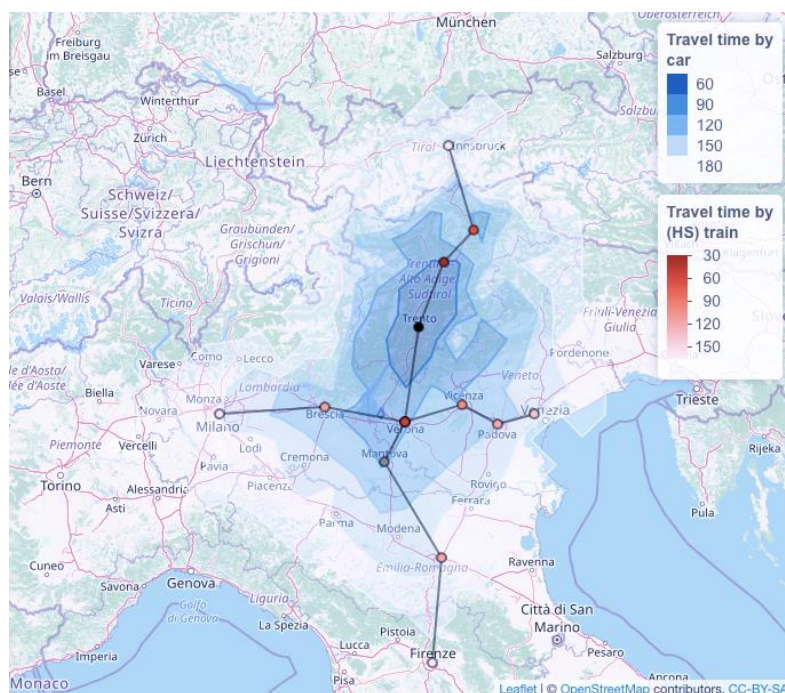 München
Oberösterreich
Freiburg
im Breisgau
Salzburg
Basel
Winterthur
Zürich
Tirol
Innsbruck
Liechtenstein
Bern
Schweiz/
Suisse/Svizzera/
Svizra
Graubünden/
Grischun/
Grigioni
Trentino
Alto Adige
Südtirol
Valais/Wallis
Ticino
Trento
Friuli-Venezia
Giulia
Klagenfurt
Pordenone
Como
Lecco
Varese
Veneto
Trieste
Biella
Monza
Lombardia
Vicenza
Venezia
Novara
Milano
Brescia
Verona
Padova
Rijeka
Piemonte
Vercelli
Lodi
Mantova
Pavia
Cremona
Torino
Piacenza
Rovigo
Pula
Alessandria
Asti
Ferrara
Parma
Modena
Cuneo
Emilia-Romagna
Ravenna
Genova
Savona
Liguria
Golfo
di Genova
La Spezia
Città di San
Marino
Pistoia
Imperia
Lucca
Firenze
Pesaro
Monaco
Pisa
Ancona
Travel time by
car
60
90
120
150
180
Travel time by
(HS) train
30
60
90
120
150
Leaflet | © OpenStreetMap contributors, CC-BY-SA